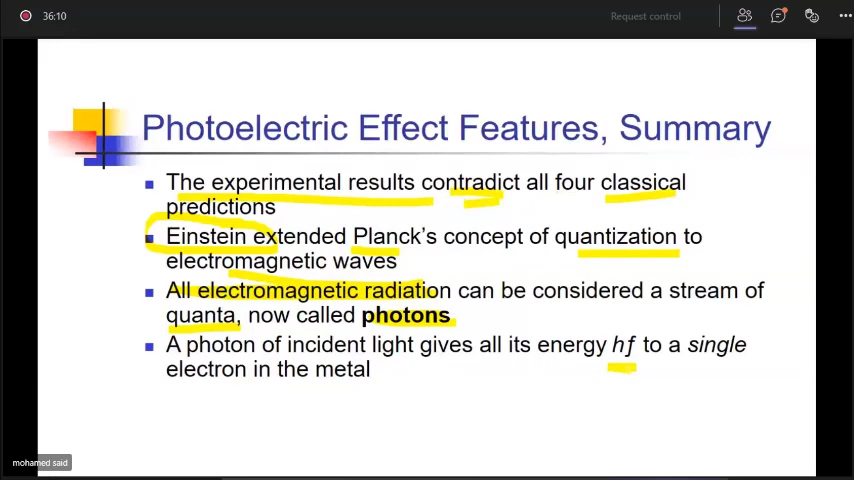 36:10
Request control
Photoelectric Effect Features, Summary
The experimental results contradict all four classical
predictions
Einstein extended Planck's concept of quantization to
electromagnetic waves
All electromagnetic radiation can be considered a stream of
quanta, now called photons
A photon of incident light gives all its energy hƒ to a single
electron in the metal
mohamed said